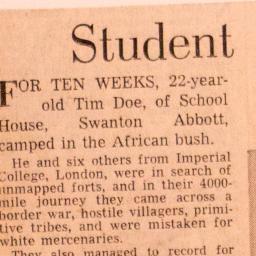 Student
FOR TEN WEEKS, 22-year-
old Tim Doe, of School
House, Swanton Abbott,
camped in the African bush.
He and six others from Imperial
College, London, were in search of
unmapped forts, and in their 4000-
mile journey they came across a
border war, hostile villagers, primi-
tive tribes, and were mistaken for
white mercenaries.
They also managed to record for